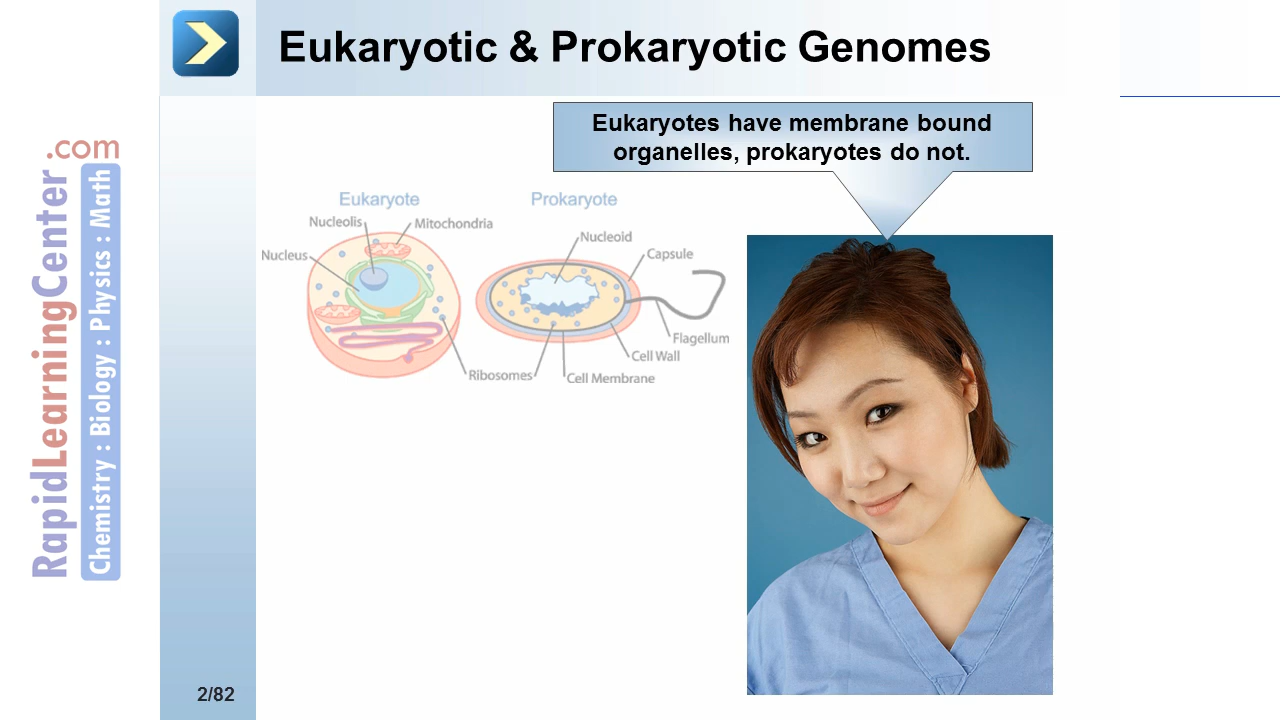 Eukaryotic & Prokaryotic Genomes
Eukaryotes have membrane bound
organelles, prokaryotes do not.
Eukaryote
Prokaryote
Nucleolis
Mitochondria
Nucleus
Nucleoid
Capsule
Flagellum
Cell Wall
Ribosomes
Cell Membrane
RapidLearningCenter.com
Chemistry : Biology : Physics : Math
2/82